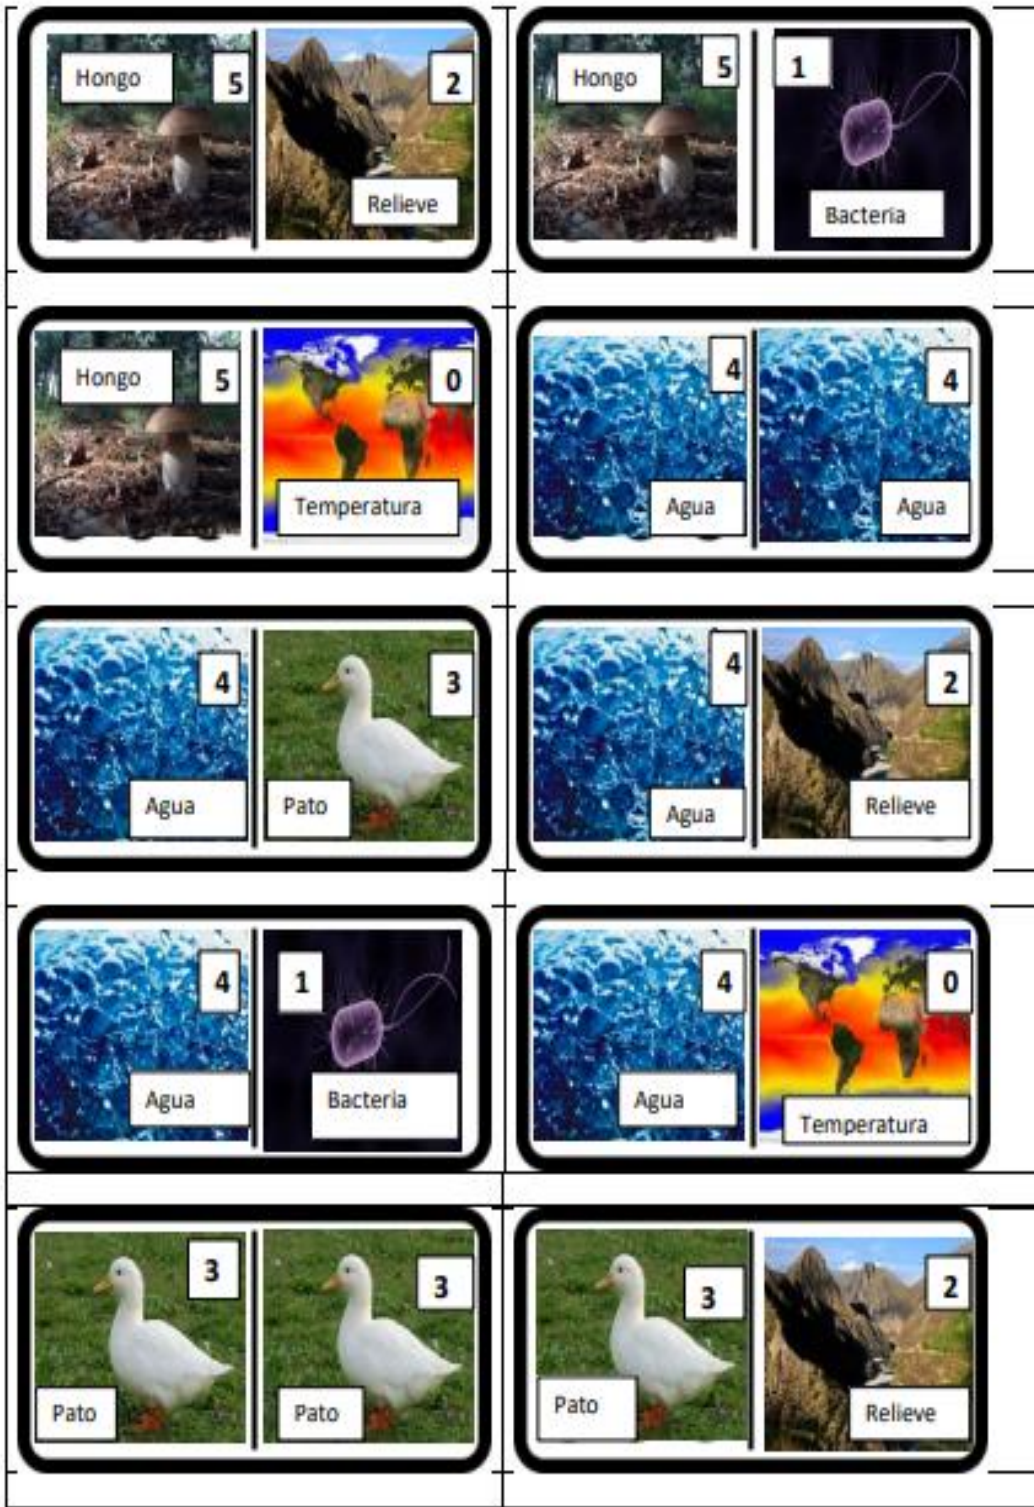 Hongo 5 2
Relieve
Hongo 5 1
Bacteria
Hongo 5 0
Temperatura
4 4
Agua Agua
4 3
Agua Pato
4 2
Agua Relieve
4 1
Agua Bacteria
4 0
Agua Temperatura
3 3
Pato Pato
3 2
Pato Relieve